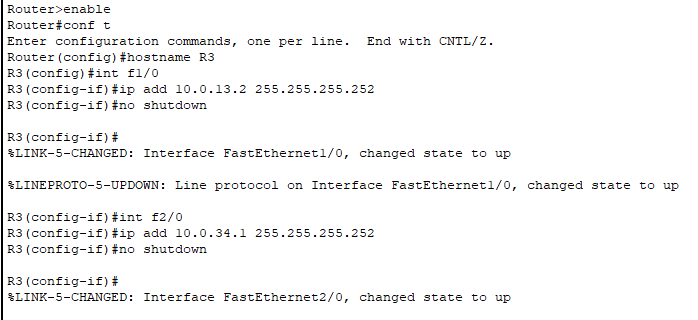 Router>enable
Router#conf t
Enter configuration commands, one per line.  End with CNTL/Z.
Router(config)#hostname R3
R3(config)#int f1/0
R3(config-if)#ip add 10.0.13.2 255.255.255.252
R3(config-if)#no shutdown
R3(config-if)#
%LINK-5-CHANGED: Interface FastEthernet1/0, changed state to up
%LINEPROTO-5-UPDOWN: Line protocol on Interface FastEthernet1/0, changed state to up
R3(config-if)#int f2/0
R3(config-if)#ip add 10.0.34.1 255.255.255.252
R3(config-if)#no shutdown
R3(config-if)#
%LINK-5-CHANGED: Interface FastEthernet2/0, changed state to up